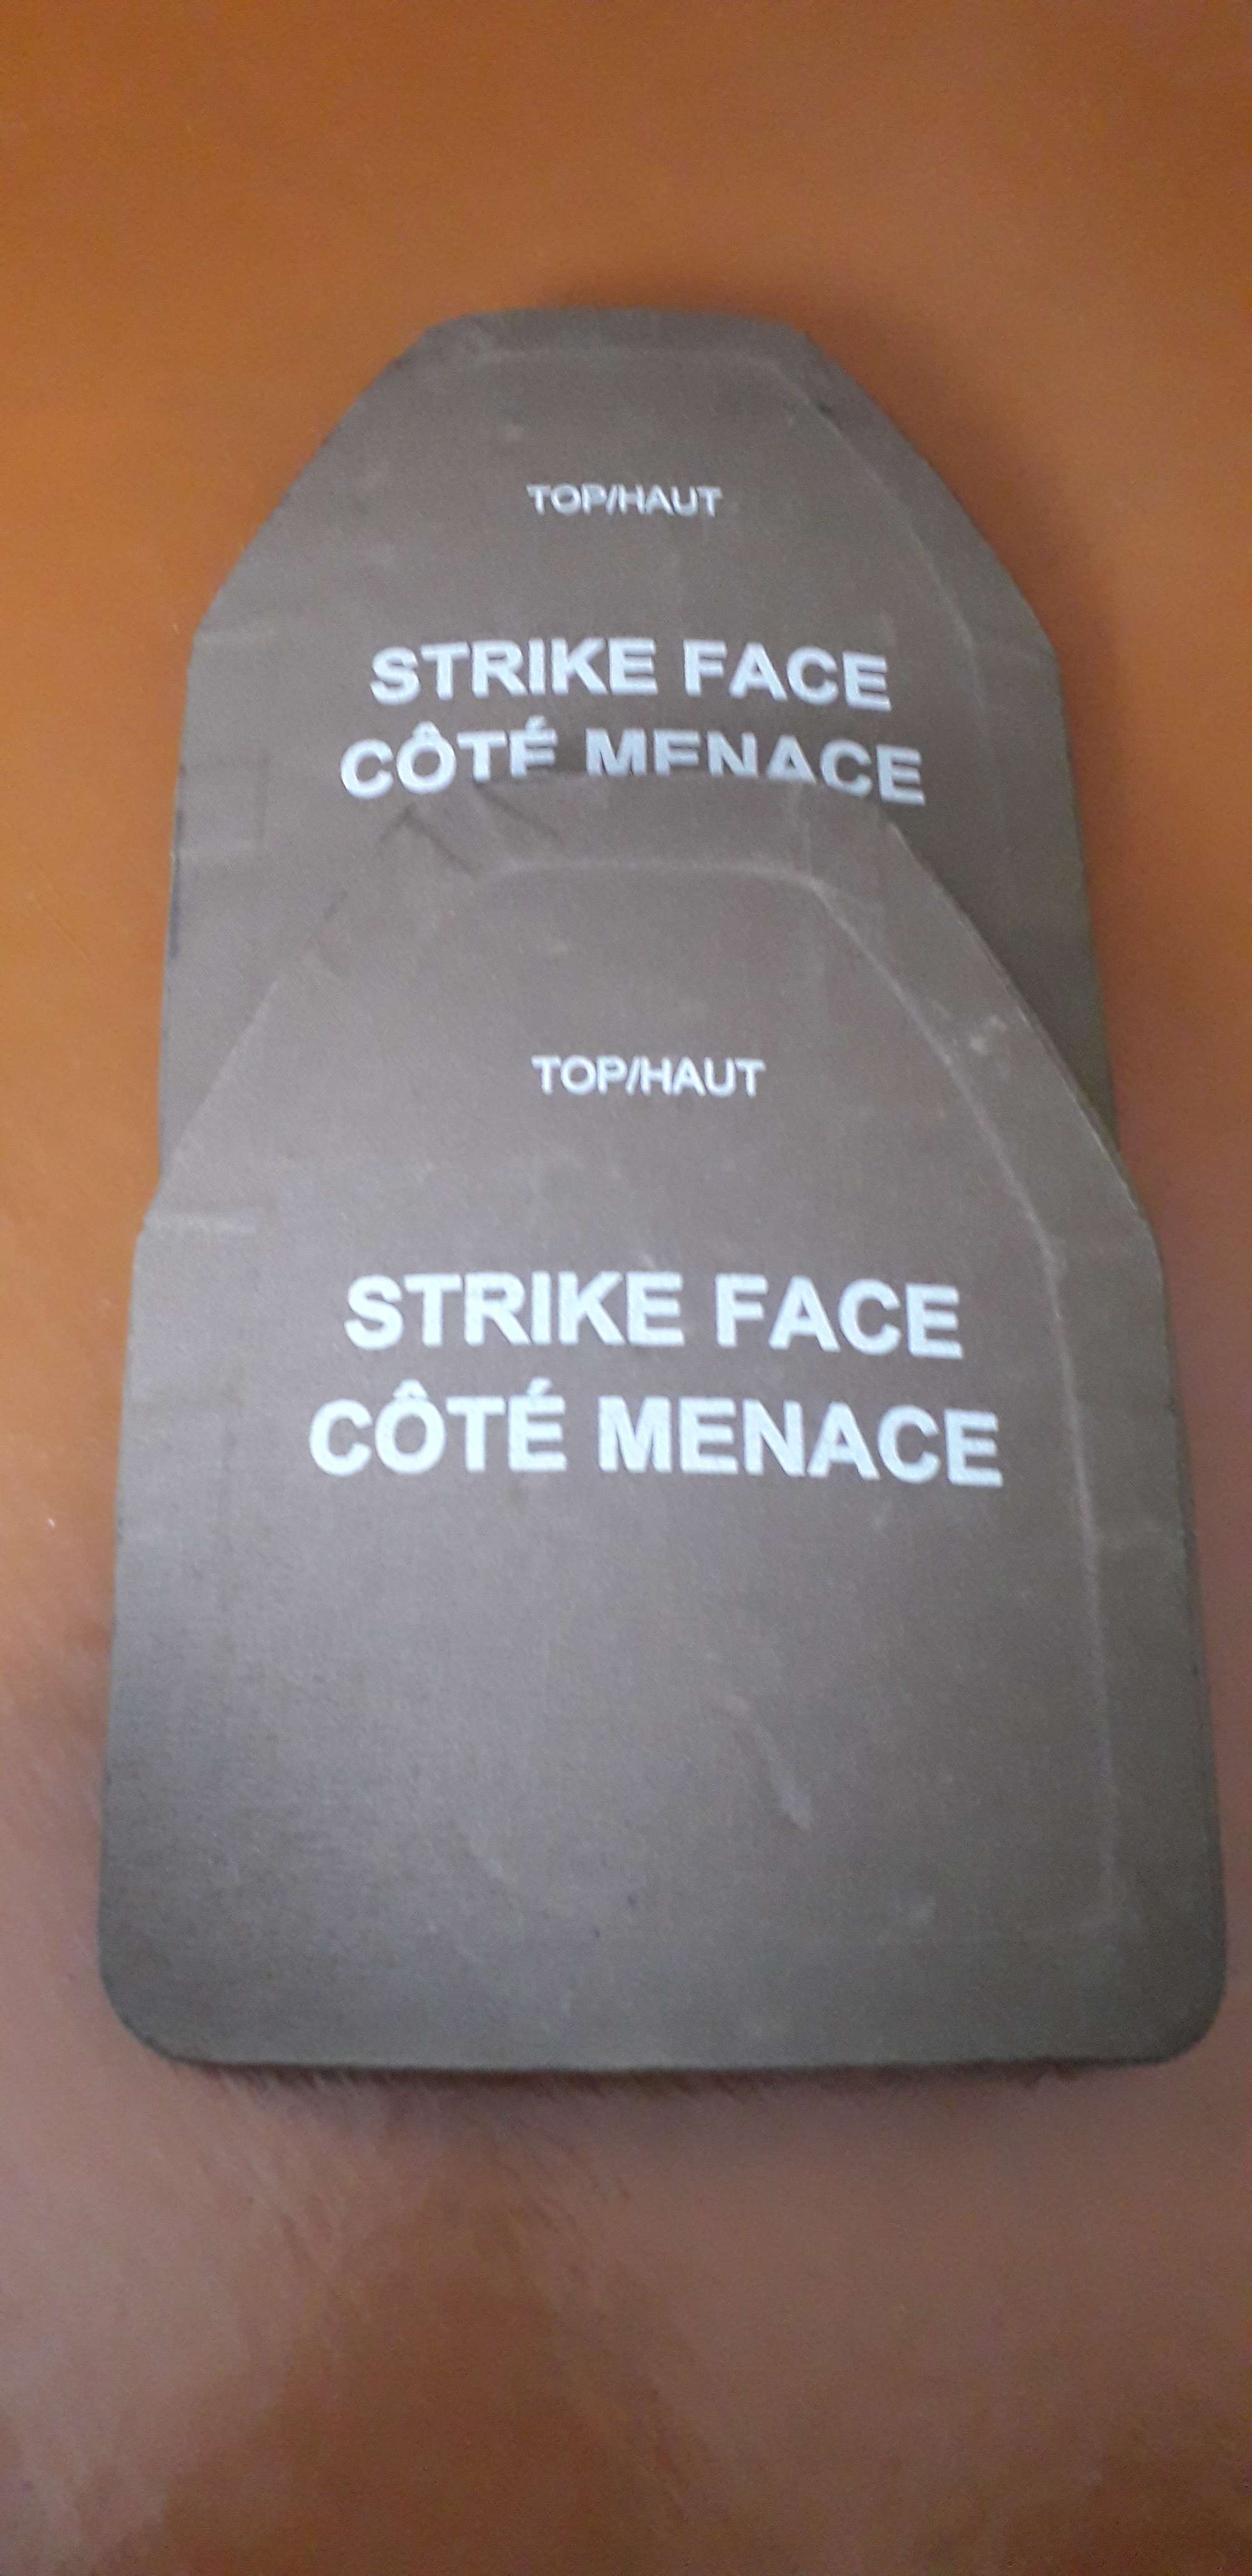 TOP/HAUT
STRIKE FACE
CÔTÉ MENACE
TOP/HAUT
STRIKE FACE
CÔTÉ MENACE